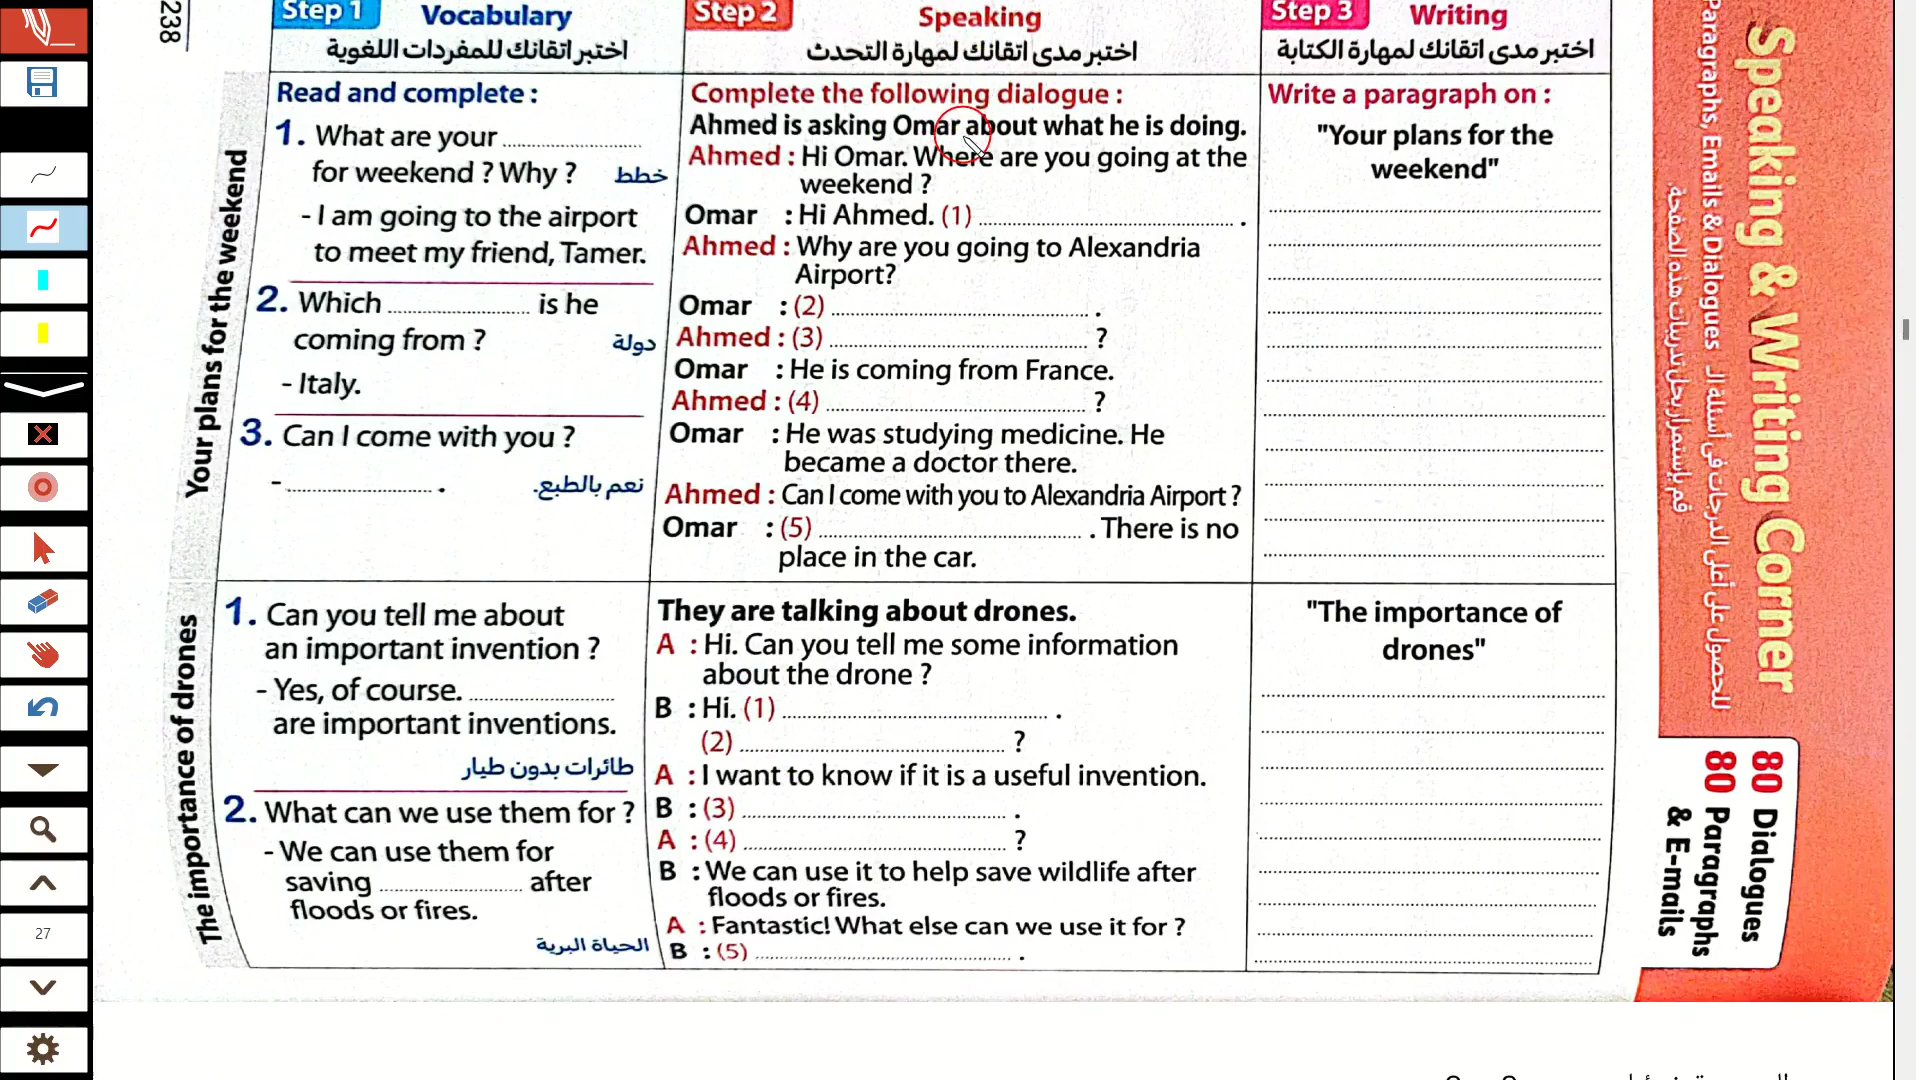 238
Step 1 Vocabulary
اختبر اتقانك للمفردات اللغوية
Step 2 Speaking
اختبر مدى اتقانك لمهارة التحدث
Step 3 Writing
اختبر مدى اتقانك لمهارة الكتابة
Your plans for the weekend
Read and complete :
1. What are your ........................
for weekend ? Why ? خطط
- I am going to the airport
to meet my friend, Tamer.
2. Which ........................ is he
coming from ? دولة
- Italy.
3. Can I come with you ?
- ........................ . نعم بالطبع.
Complete the following dialogue :
Ahmed is asking Omar about what he is doing.
Ahmed : Hi Omar. Where are you going at the
weekend ?
Omar : Hi Ahmed. (1) ........................ .
Ahmed : Why are you going to Alexandria
Airport?
Omar : (2) ........................ .
Ahmed : (3) ........................ ?
Omar : He is coming from France.
Ahmed : (4) ........................ ?
Omar : He was studying medicine. He
became a doctor there.
Ahmed : Can I come with you to Alexandria Airport ?
Omar : (5) ........................ . There is no
place in the car.
Write a paragraph on :
"Your plans for the
weekend"
The importance of drones
1. Can you tell me about
an important invention ?
- Yes, of course. ........................
are important inventions.
طائرات بدون طيار
2. What can we use them for ?
- We can use them for
saving ........................ after
floods or fires.
الحياة البرية
They are talking about drones.
A : Hi. Can you tell me some information
about the drone ?
B : Hi. (1) ........................ .
(2) ........................ ?
A : I want to know if it is a useful invention.
B : (3) ........................ .
A : (4) ........................ ?
B : We can use it to help save wildlife after
floods or fires.
A : Fantastic! What else can we use it for ?
B : (5) ........................ .
"The importance of
drones"
Speaking & Writing Corner
Paragraphs, Emails & Dialogues للحصول على أعلى الدرجات في أسئلة الـ
قم باستمرار بحل تدريبات هذه الصفحة.
80 Dialogues
80 Paragraphs
& E-mails
27